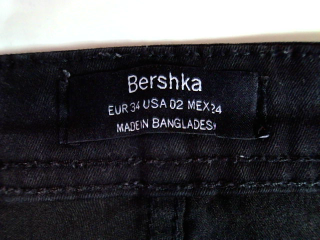 Bershka
EUR 34 USA 02 MEX 24
MADE IN BANGLADESH